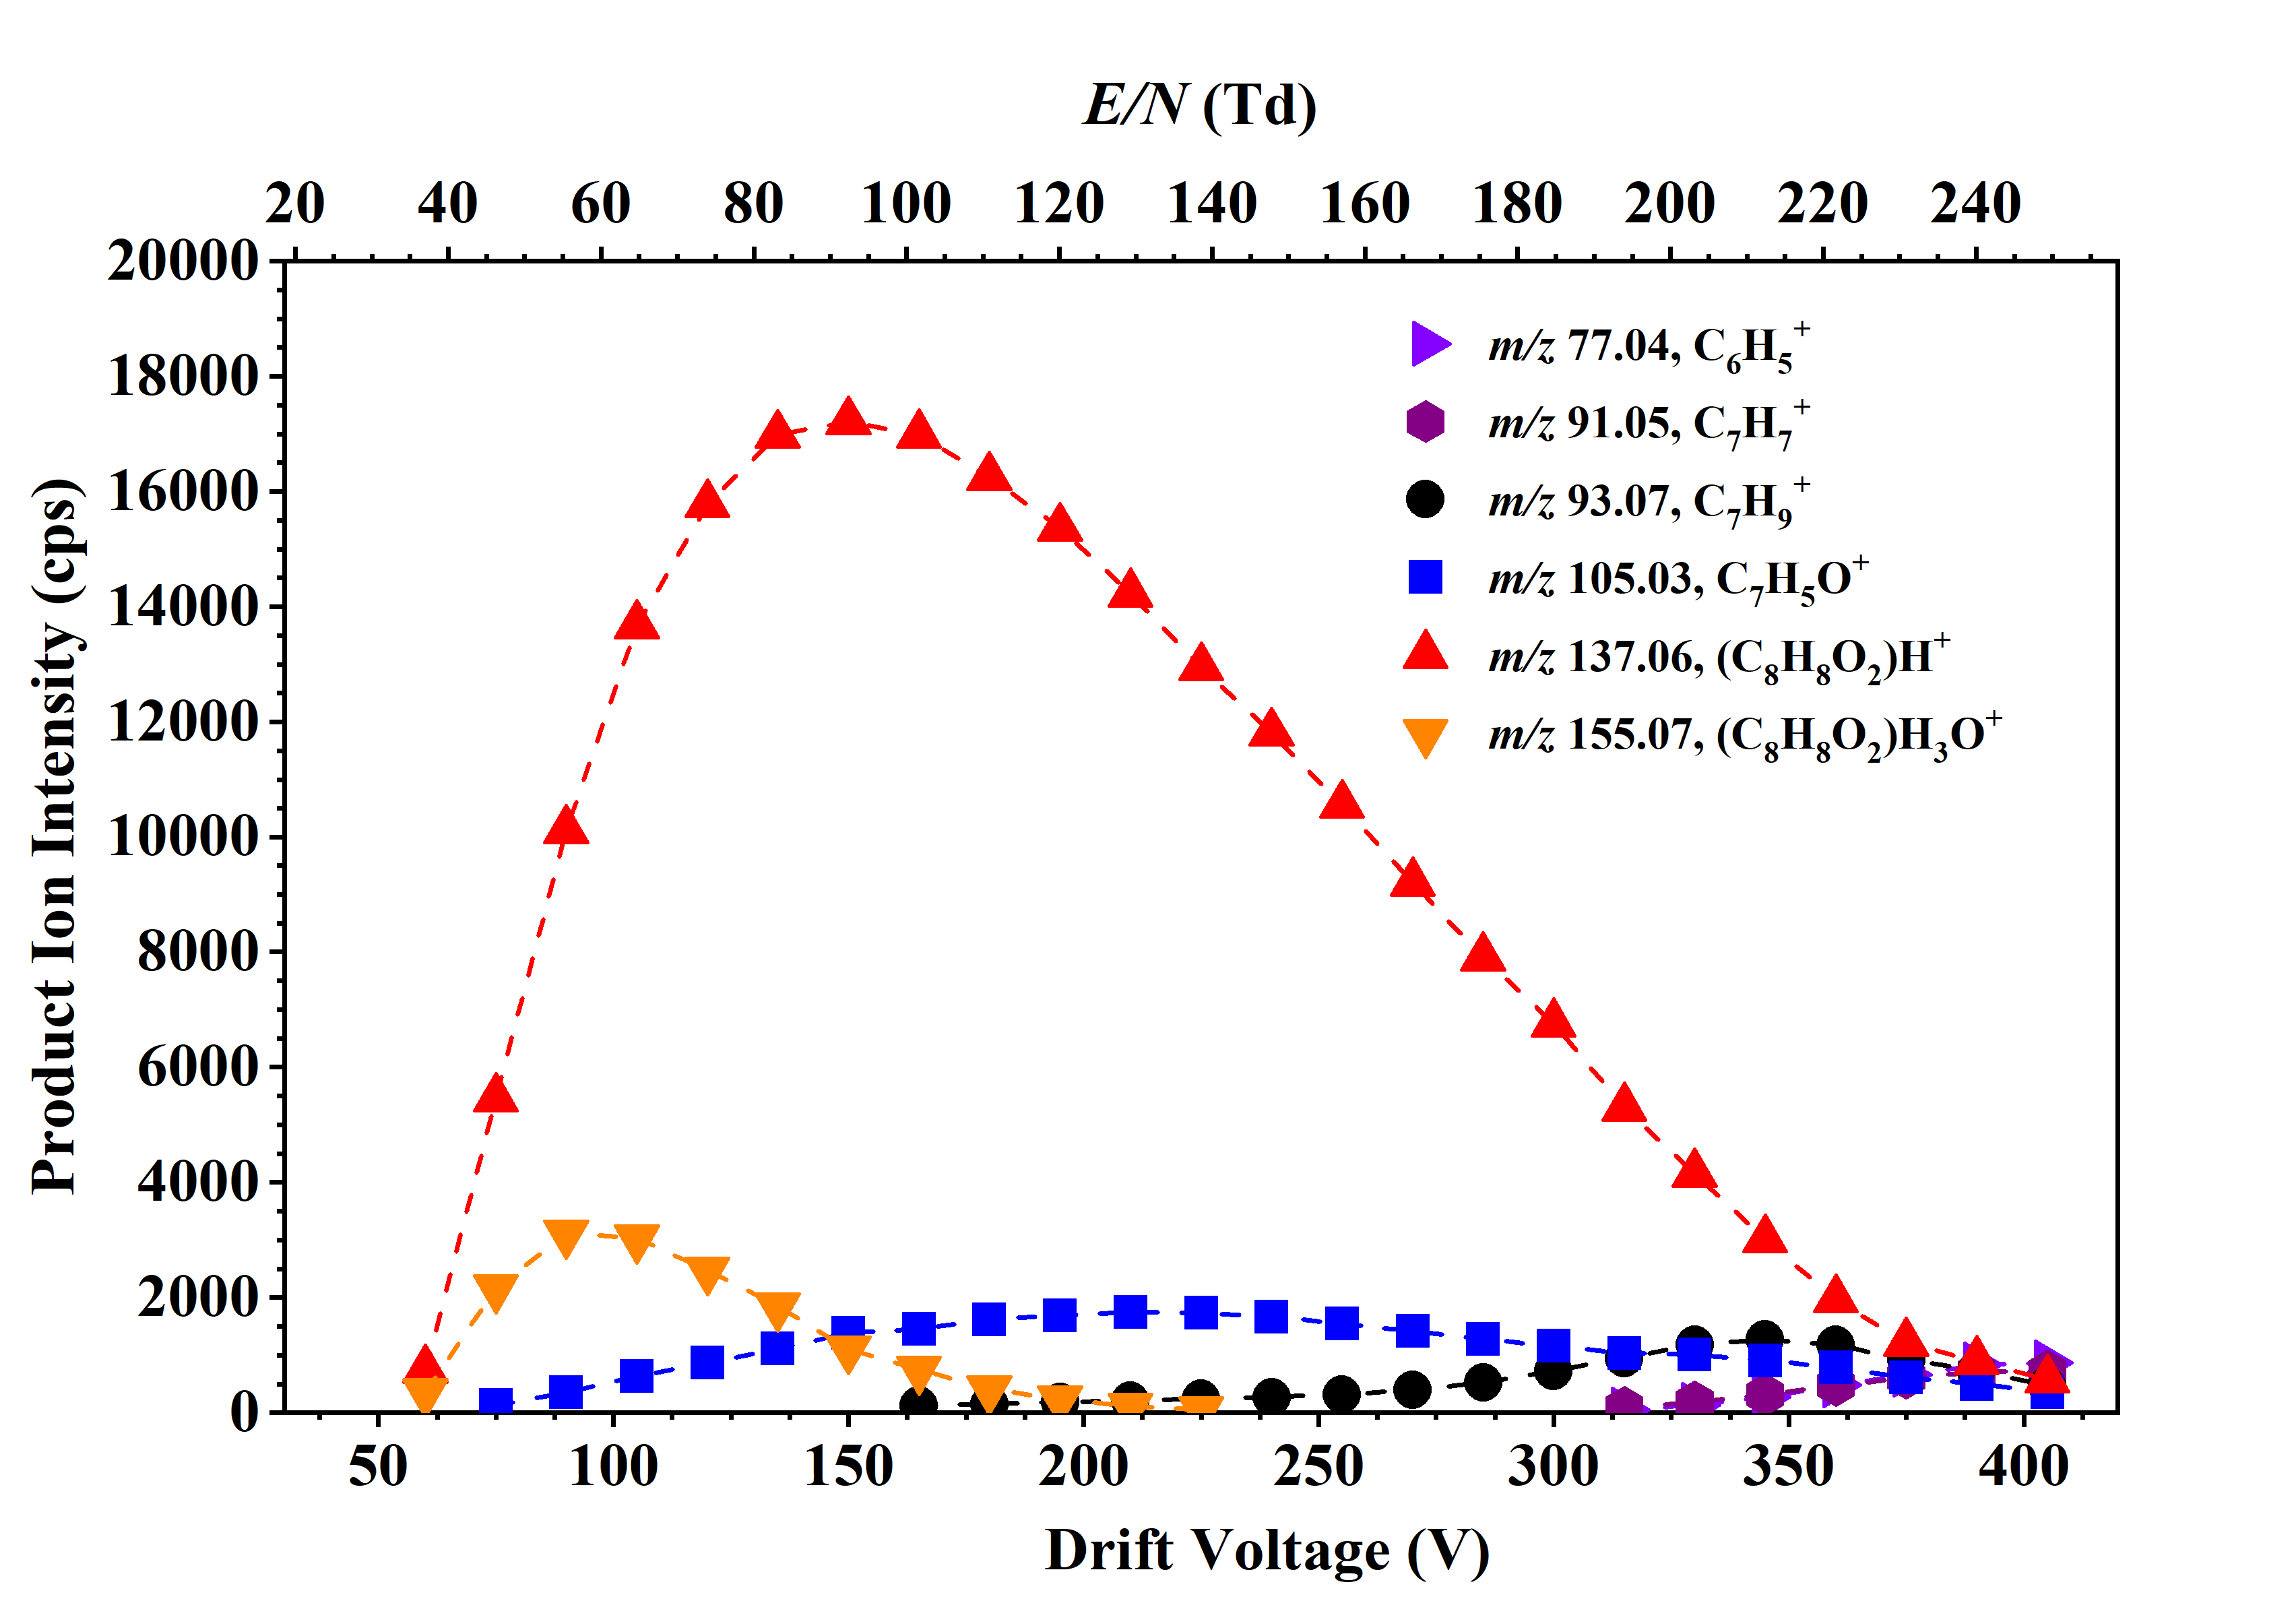 E/N (Td)
20 40 60 80 100 120 140 160 180 200 220 240
20000
18000
16000
14000
12000
10000
8000
6000
4000
2000
0
Product Ion Intensity (cps)
m/z 77.04, C6H5+
m/z 91.05, C7H7+
m/z 93.07, C7H9+
m/z 105.03, C7H5O+
m/z 137.06, (C8H8O2)H+
m/z 155.07, (C8H8O2)H3O+
50 100 150 200 250 300 350 400
Drift Voltage (V)